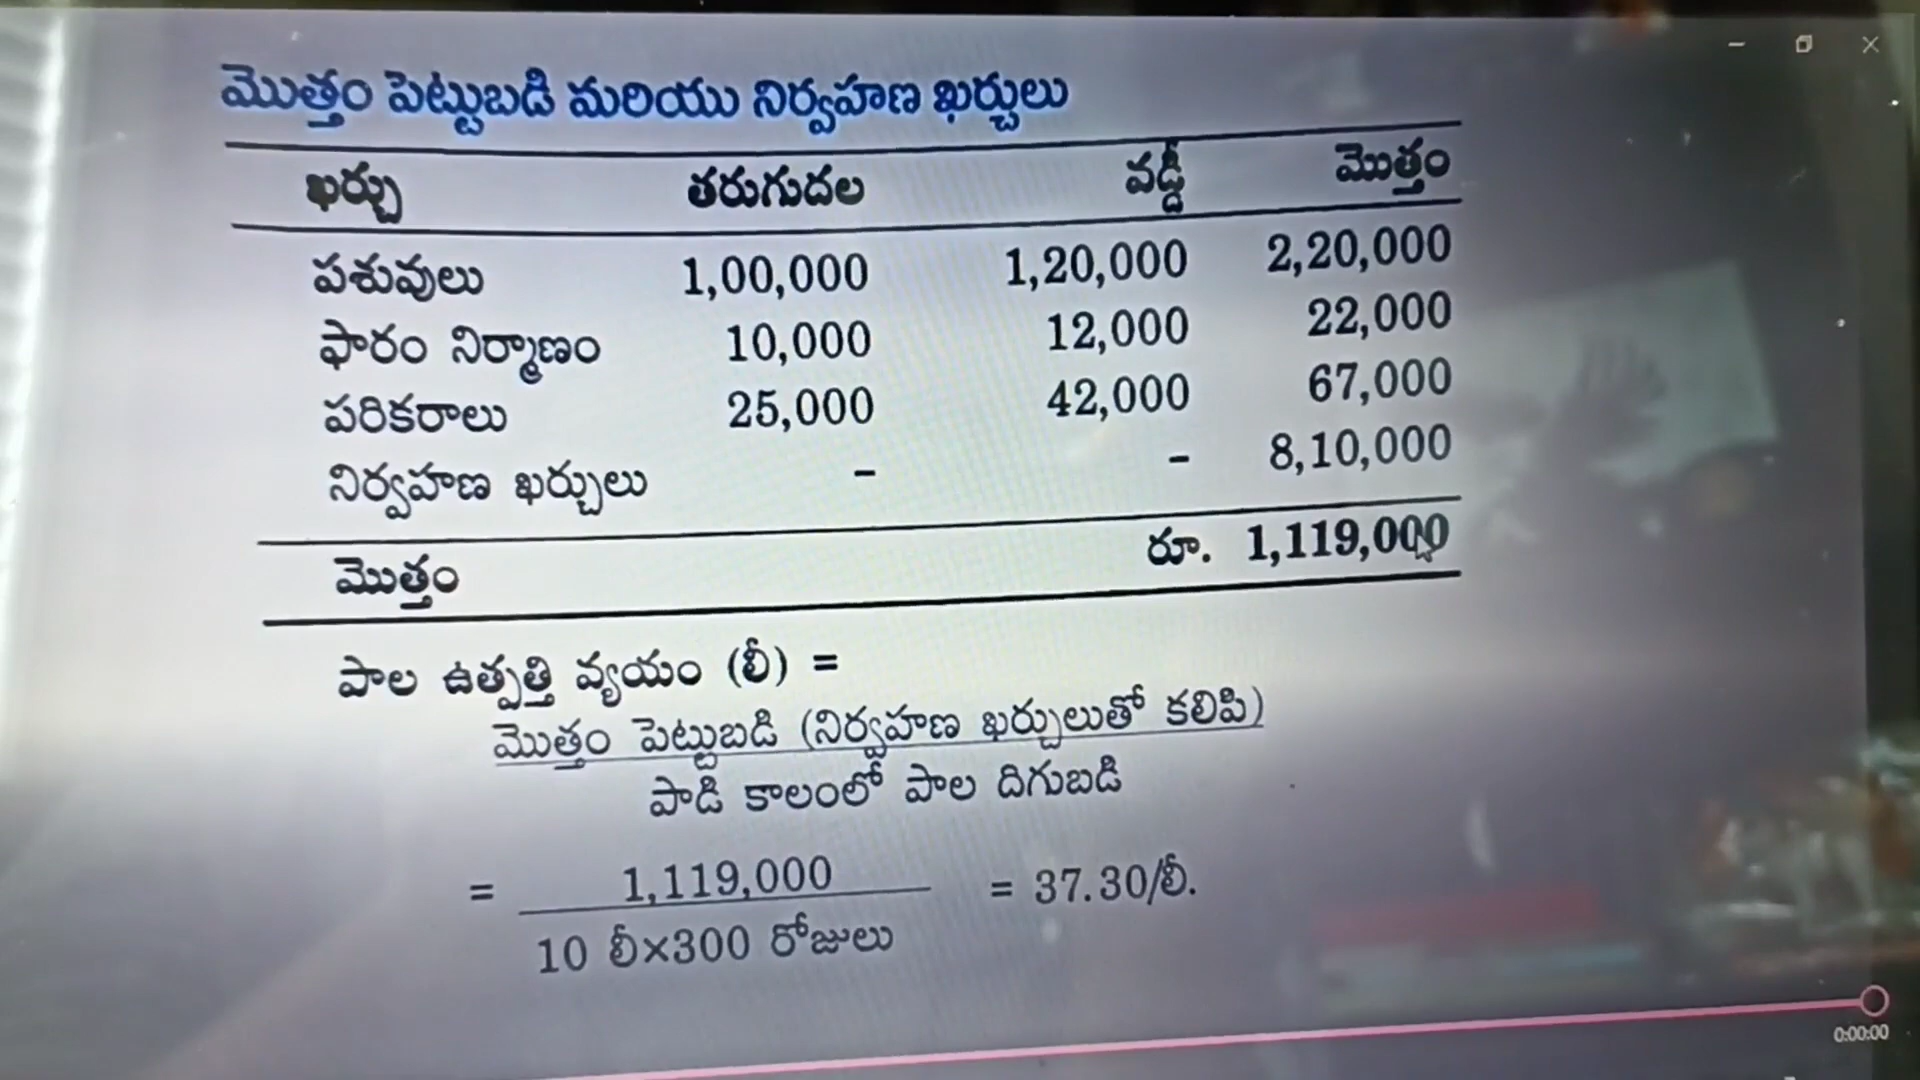 మొత్తం పెట్టుబడి మరియు నిర్వహణ ఖర్చులు
ఖర్చు తరుగుదల వడ్డీ మొత్తం
పశువులు 1,00,000 1,20,000 2,20,000
ఫారం నిర్మాణం 10,000 12,000 22,000
పరికరాలు 25,000 42,000 67,000
నిర్వహణ ఖర్చులు - - 8,10,000
మొత్తం రూ. 1,119,000
పాల ఉత్పత్తి వ్యయం (లీ) =
మొత్తం పెట్టుబడి (నిర్వహణ ఖర్చులుతో కలిపి)
పాడి కాలంలో పాల దిగుబడి
= 1,119,000 = 37.30/లీ.
10 లీ×300 రోజులు
0:00:00